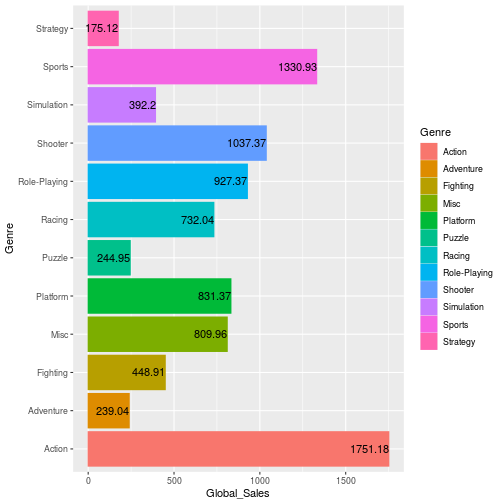 Strategy
175.12
Sports
1330.93
Simulation
392.2
Shooter
1037.37
Role-Playing
927.37
Racing
732.04
Puzzle
244.95
Platform
831.37
Misc
809.96
Fighting
448.91
Adventure
239.04
Action
1751.18
0
500
1000
1500
Global_Sales
Genre
Genre
Action
Adventure
Fighting
Misc
Platform
Puzzle
Racing
Role-Playing
Shooter
Simulation
Sports
Strategy